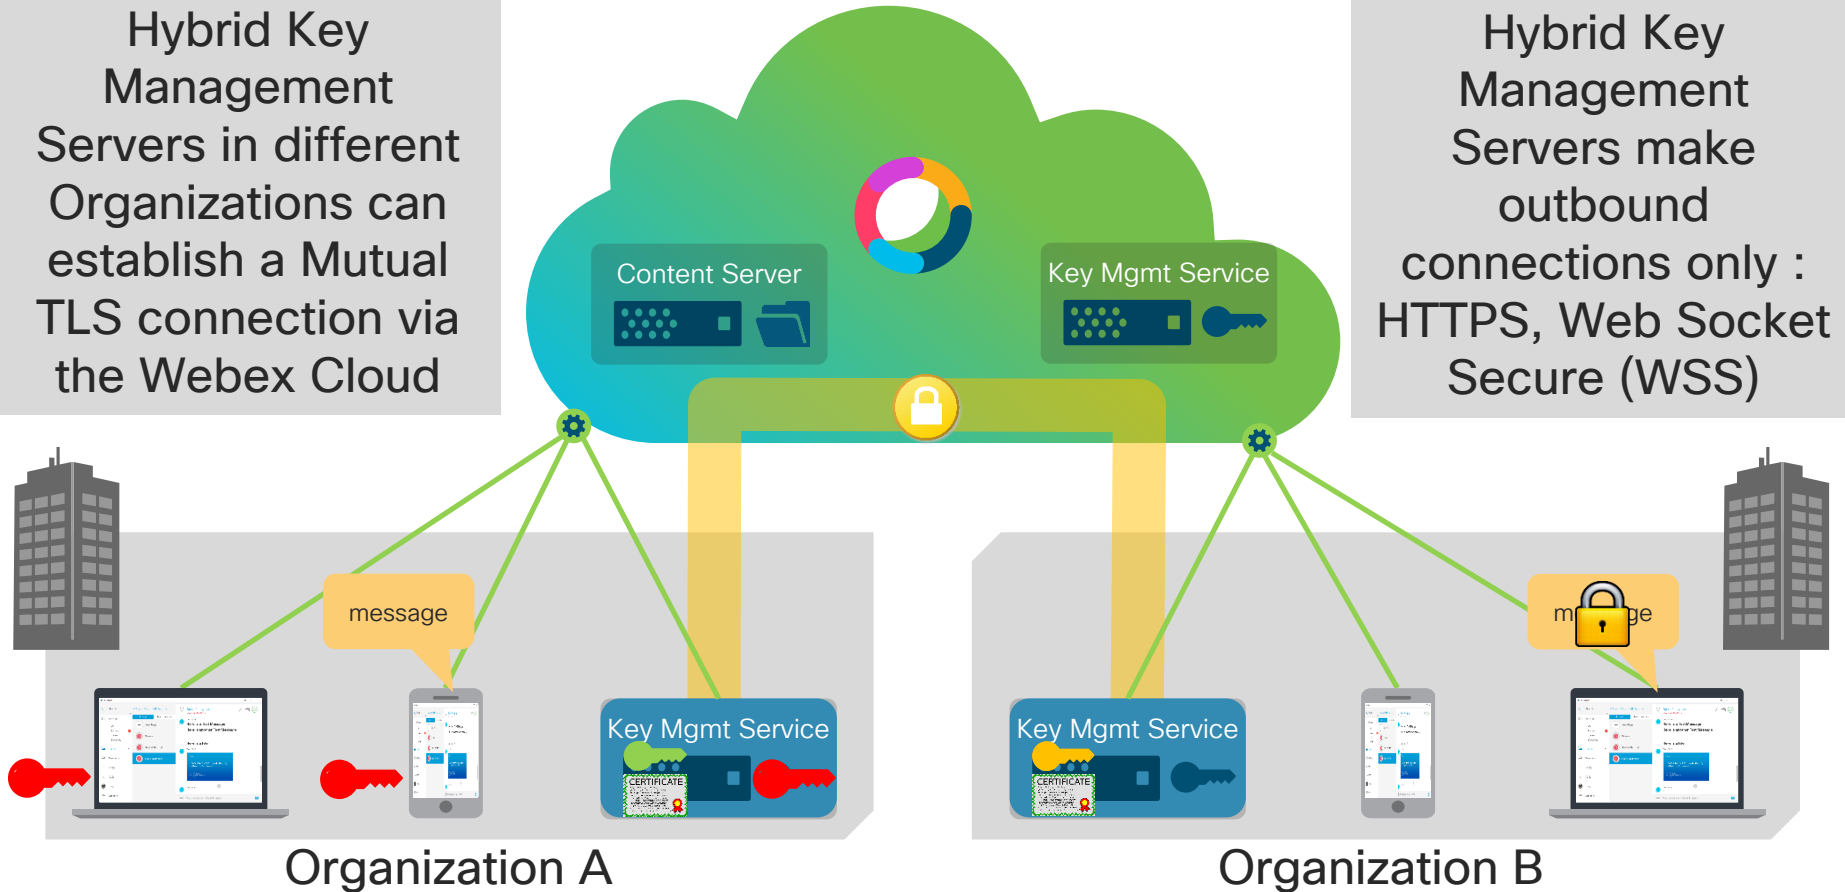 Hybrid Key
Management
Servers in different
Organizations can
establish a Mutual
TLS connection via
the Webex Cloud
Hybrid Key
Management
Servers make
outbound
connections only :
HTTPS, Web Socket
Secure (WSS)
Content Server
Key Mgmt Service
message
Key Mgmt Service
CERTIFICATE
Key Mgmt Service
CERTIFICATE
Organization A
Organization B